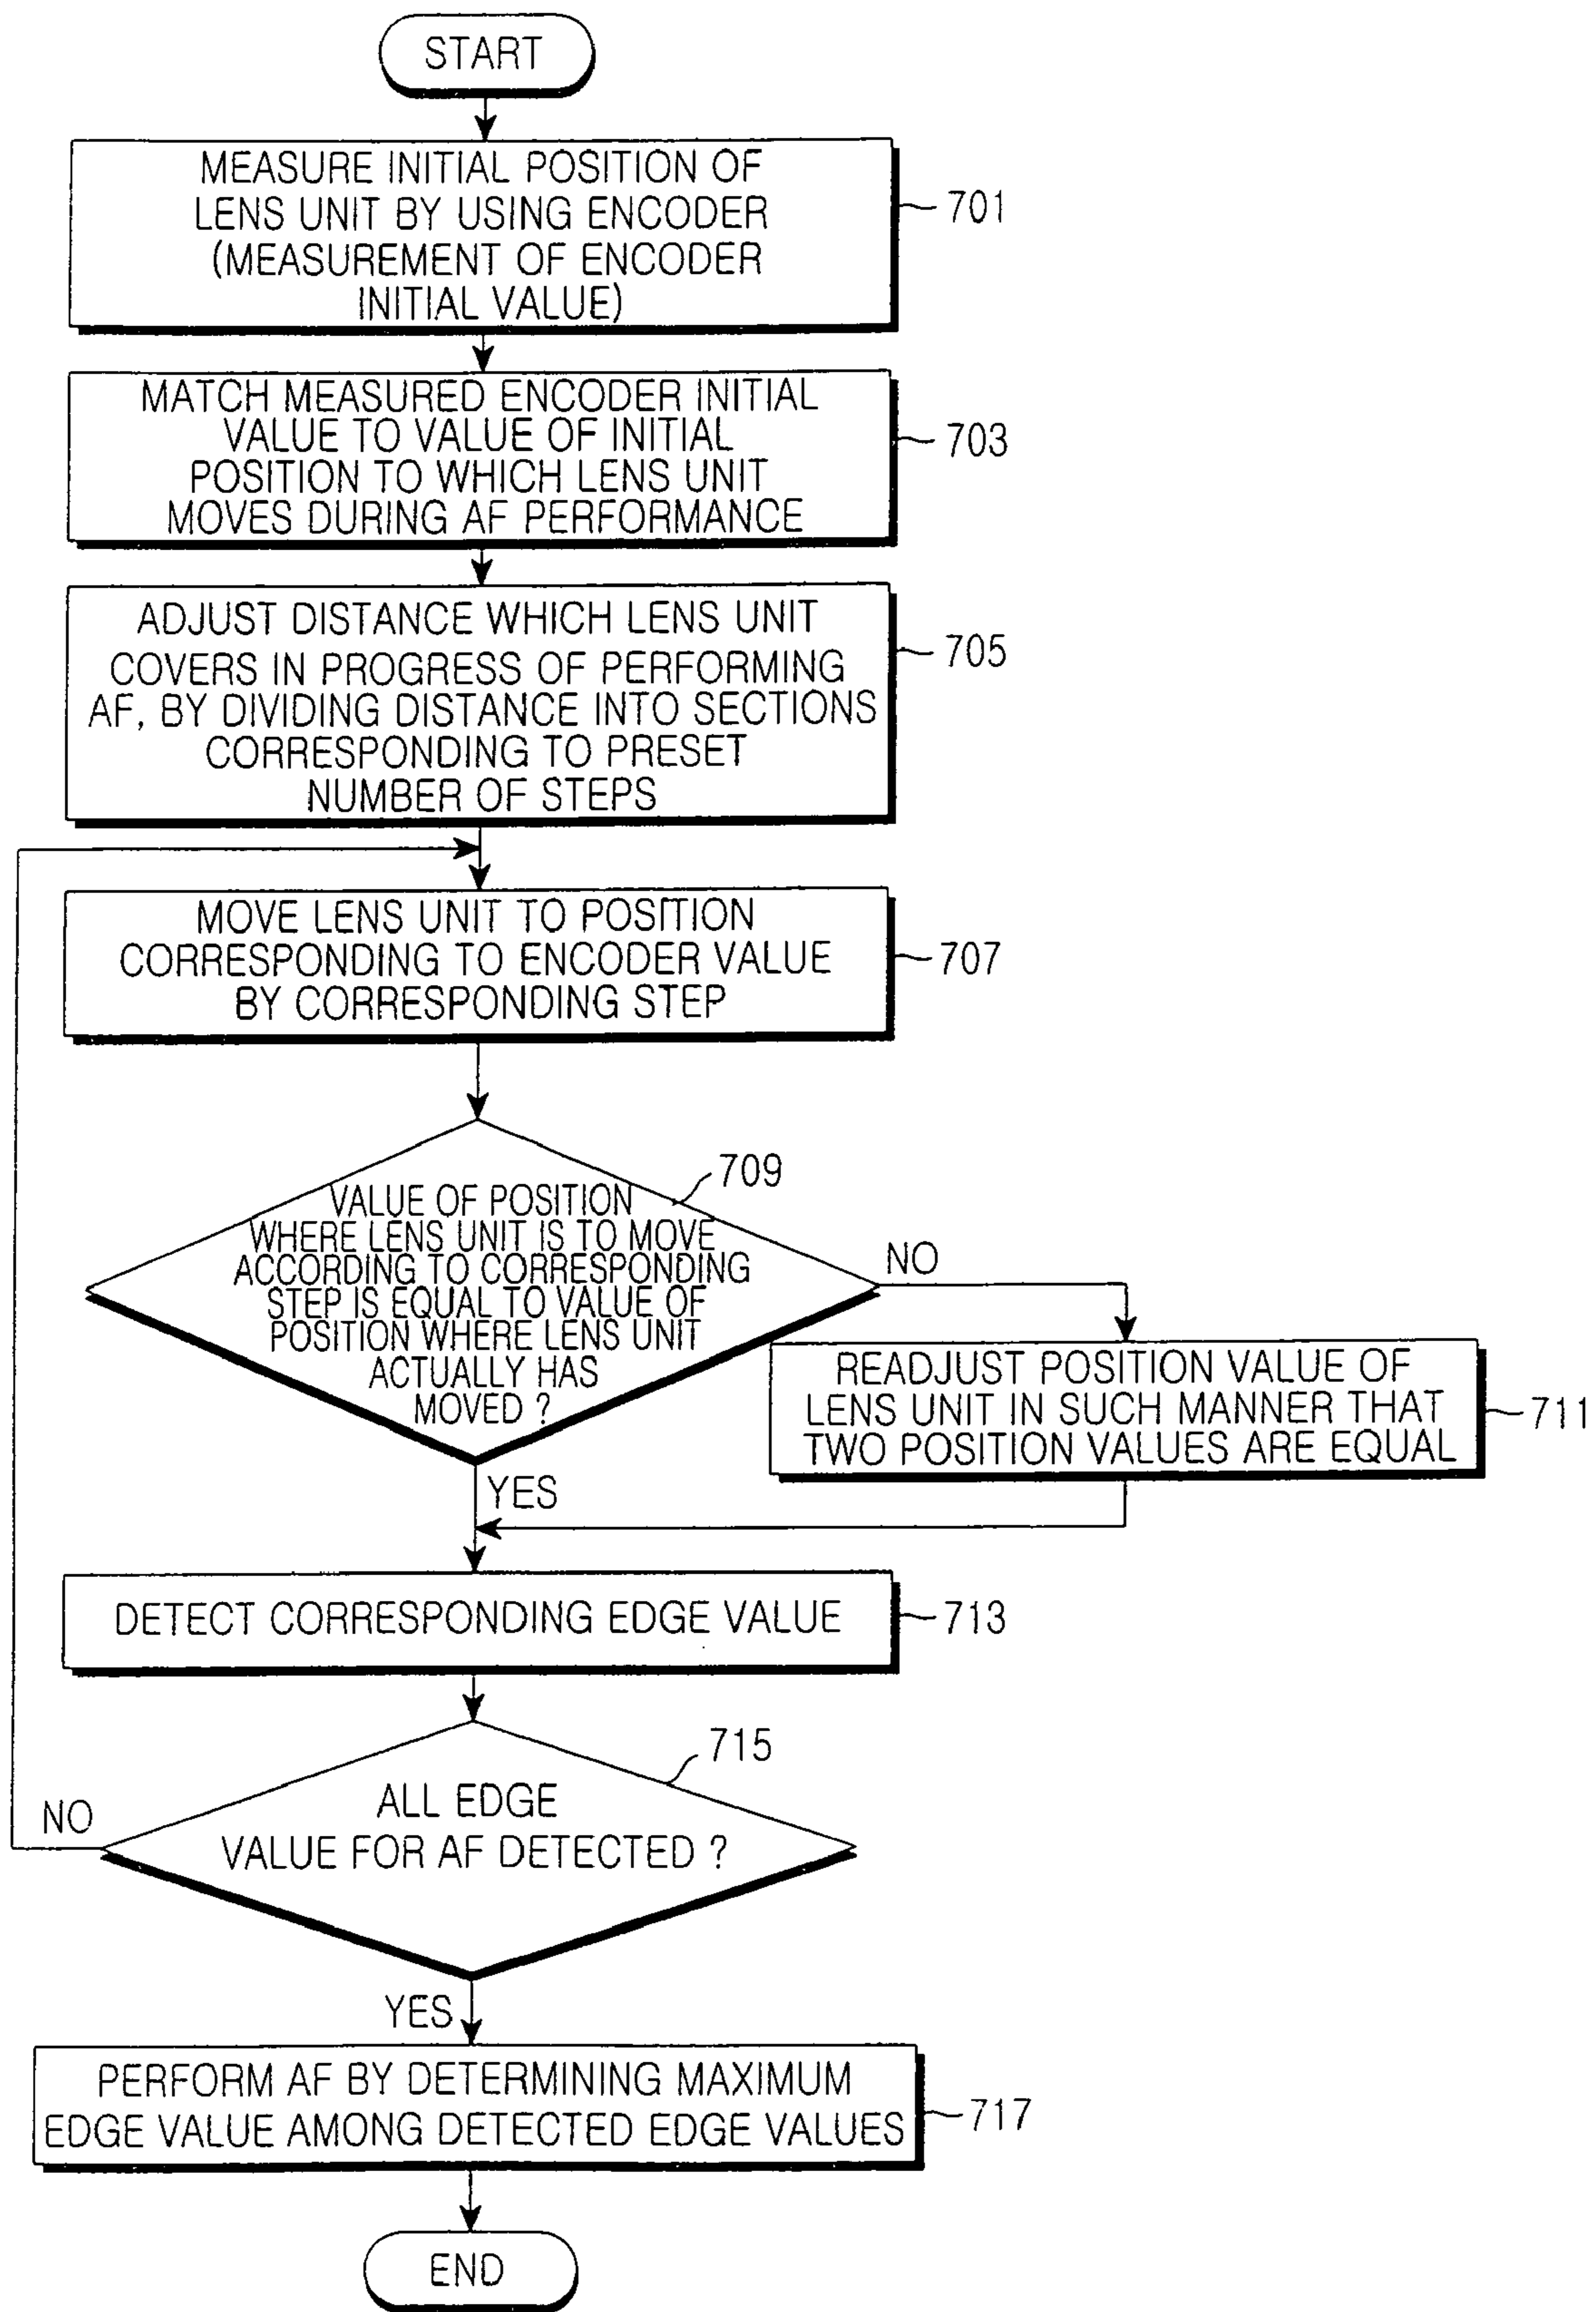 START
MEASURE INITIAL POSITION OF
LENS UNIT BY USING ENCODER
(MEASUREMENT OF ENCODER
INITIAL VALUE)
701
MATCH MEASURED ENCODER INITIAL
VALUE TO VALUE OF INITIAL
POSITION TO WHICH LENS UNIT
MOVES DURING AF PERFORMANCE
703
ADJUST DISTANCE WHICH LENS UNIT
COVERS IN PROGRESS OF PERFORMING
AF, BY DIVIDING DISTANCE INTO SECTIONS
CORRESPONDING TO PRESET
NUMBER OF STEPS
705
MOVE LENS UNIT TO POSITION
CORRESPONDING TO ENCODER VALUE
BY CORRESPONDING STEP
707
709
VALUE OF POSITION
WHERE LENS UNIT IS TO MOVE
ACCORDING TO CORRESPONDING
STEP IS EQUAL TO VALUE OF
POSITION WHERE LENS UNIT
ACTUALLY HAS
MOVED ?
NO
READJUST POSITION VALUE OF
LENS UNIT IN SUCH MANNER THAT
TWO POSITION VALUES ARE EQUAL
711
YES
DETECT CORRESPONDING EDGE VALUE
713
715
ALL EDGE
VALUE FOR AF DETECTED ?
NO
YES
PERFORM AF BY DETERMINING MAXIMUM
EDGE VALUE AMONG DETECTED EDGE VALUES
717
END